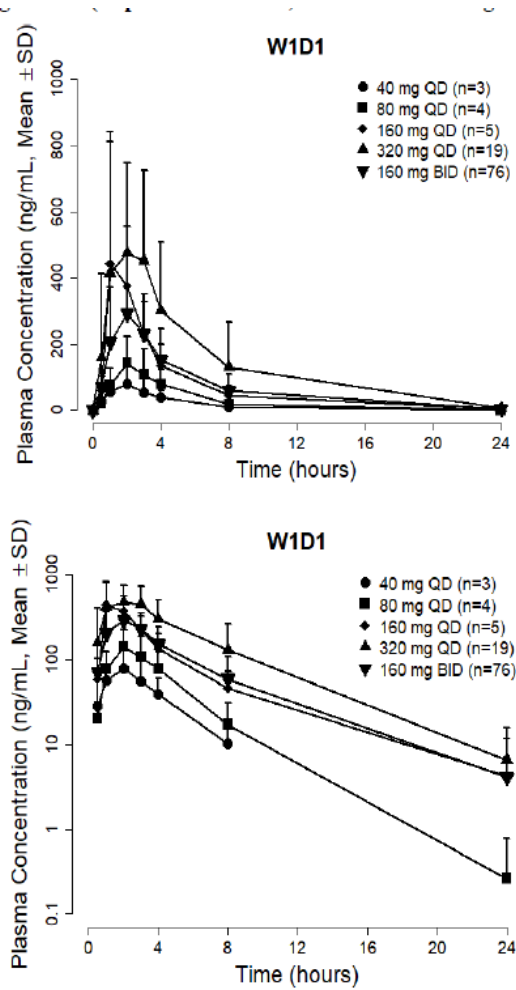 W1D1
Plasma Concentration (ng/mL, Mean ± SD)
1000
800
600
400
200
0
40 mg QD (n=3)
80 mg QD (n=4)
160 mg QD (n=5)
320 mg QD (n=19)
160 mg BID (n=76)
0 4 8 12 16 20 24
Time (hours)
W1D1
Plasma Concentration (ng/mL, Mean ± SD)
1000
100
10
1
0.1
40 mg QD (n=3)
80 mg QD (n=4)
160 mg QD (n=5)
320 mg QD (n=19)
160 mg BID (n=76)
0 4 8 12 16 20 24
Time (hours)